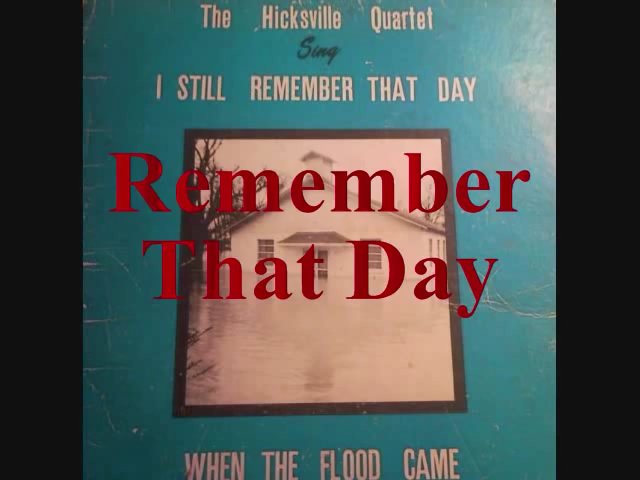 The Hicksville Quartet
Sing
I STILL REMEMBER THAT DAY
Remember
That Day
WHEN THE FLOOD CAME